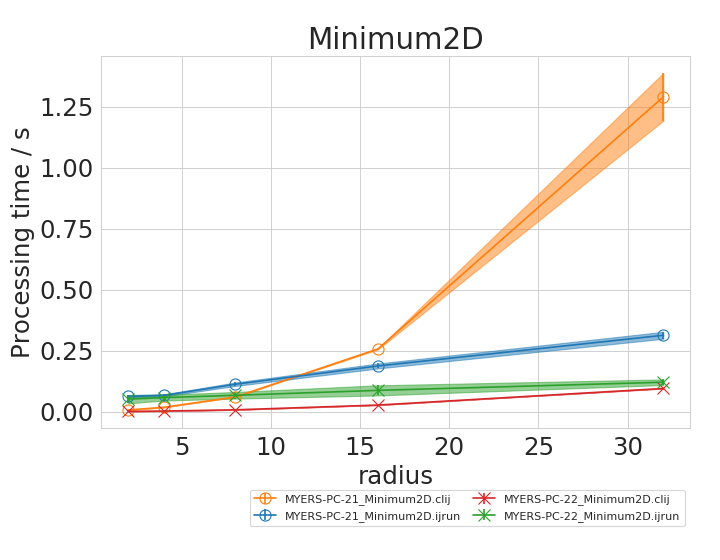 Minimum2D
Processing time / s
1.25
1.00
0.75
0.50
0.25
0.00
5 10 15 20 25 30
radius
MYERS-PC-21_Minimum2D.clij MYERS-PC-22_Minimum2D.clij
MYERS-PC-21_Minimum2D.ijrun MYERS-PC-22_Minimum2D.ijrun